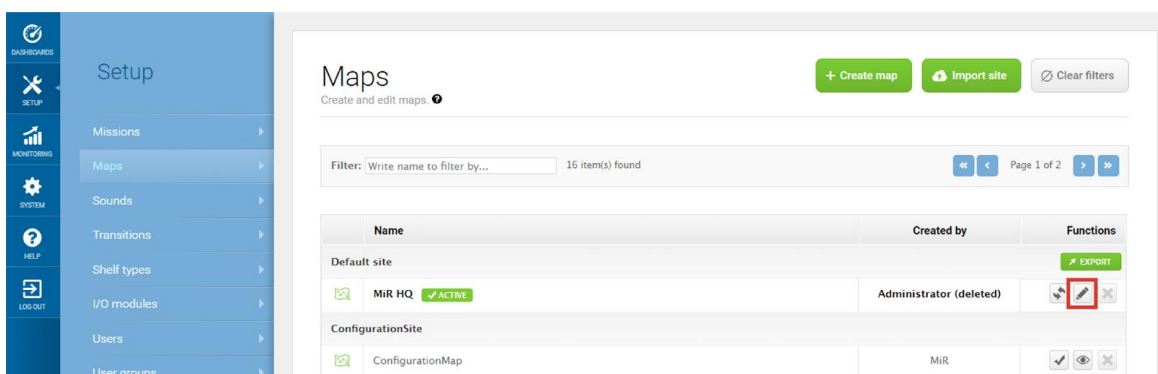 DASHBOARDS
SETUP
MONITORING
SYSTEM
HELP
LOG OUT
Setup
Missions
Maps
Sounds
Transitions
Shelf types
I/O modules
Users
User groups
Maps
Create and edit maps.
+ Create map
Import site
Clear filters
Filter: Write name to filter by... 16 item(s) found
Page 1 of 2
Name Created by Functions
Default site EXPORT
MiR HQ ACTIVE Administrator (deleted)
ConfigurationSite
ConfigurationMap MiR